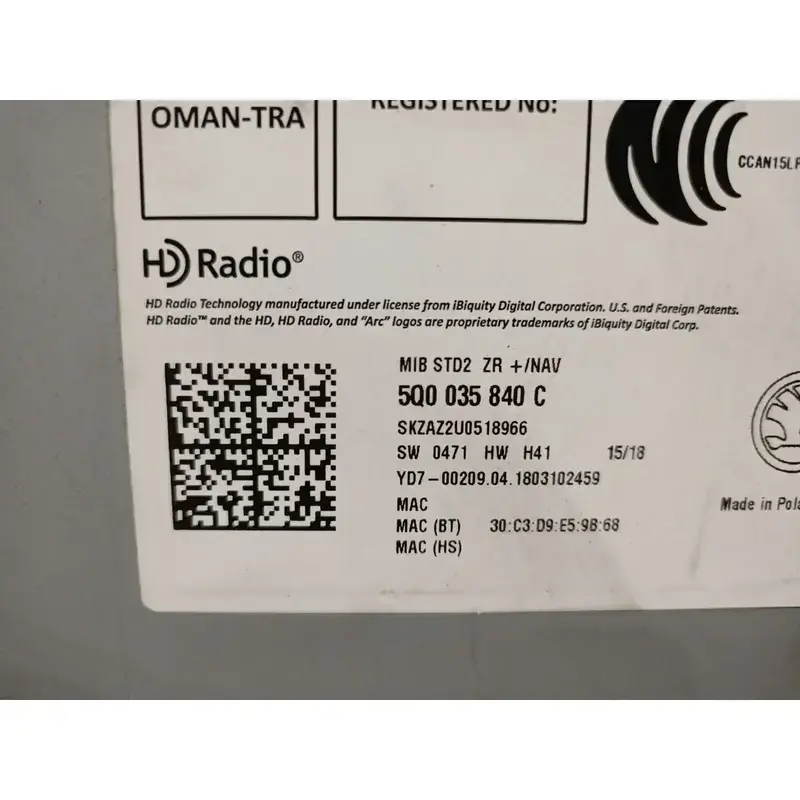 OMAN-TRA
REGISTERED No:
CCAN15LP
HD Radio®
HD Radio Technology manufactured under license from iBiquity Digital Corporation. U.S. and Foreign Patents.
HD Radio™ and the HD, HD Radio, and “Arc” logos are proprietary trademarks of iBiquity Digital Corp.
MIB STD2 ZR +/NAV
5Q0 035 840 C
SKZAZ2U0518966
SW 0471 HW H41 15/18
YD7-00209.04.1803102459
MAC
MAC (BT) 30:C3:D9:E5:9B:68
MAC (HS)
Made in